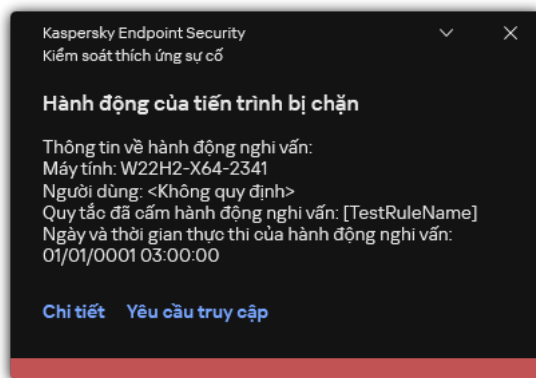 Kaspersky Endpoint Security
Kiểm soát thích ứng sự cố
Hành động của tiến trình bị chặn
Thông tin về hành động nghi vấn:
Máy tính: W22H2-X64-2341
Người dùng: <Không quy định>
Quy tắc đã cấm hành động nghi vấn: [TestRuleName]
Ngày và thời gian thực thi của hành động nghi vấn:
01/01/0001 03:00:00
Chi tiết Yêu cầu truy cập